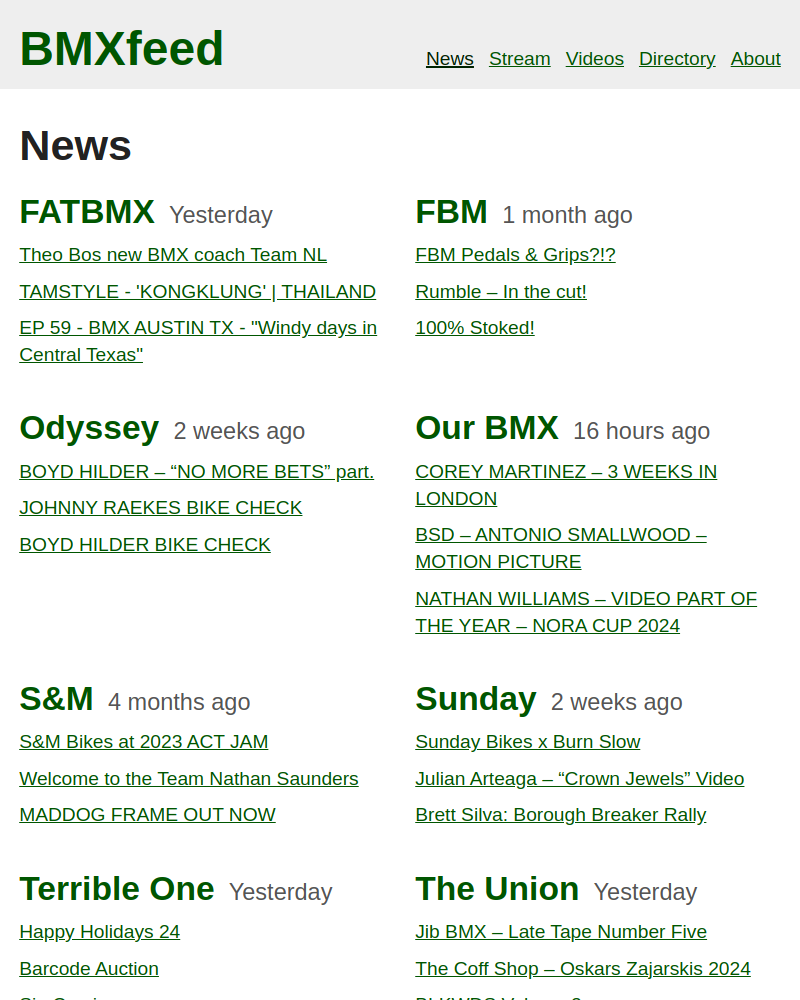 BMXfeed
News Stream Videos Directory About
News
FATBMX Yesterday
Theo Bos new BMX coach Team NL
TAMSTYLE - 'KONGKLUNG' | THAILAND
EP 59 - BMX AUSTIN TX - "Windy days in
Central Texas"
FBM 1 month ago
FBM Pedals & Grips?!?
Rumble – In the cut!
100% Stoked!
Odyssey 2 weeks ago
BOYD HILDER – “NO MORE BETS” part.
JOHNNY RAEKES BIKE CHECK
BOYD HILDER BIKE CHECK
Our BMX 16 hours ago
COREY MARTINEZ – 3 WEEKS IN
LONDON
BSD – ANTONIO SMALLWOOD –
MOTION PICTURE
NATHAN WILLIAMS – VIDEO PART OF
THE YEAR – NORA CUP 2024
S&M 4 months ago
S&M Bikes at 2023 ACT JAM
Welcome to the Team Nathan Saunders
MADDOG FRAME OUT NOW
Sunday 2 weeks ago
Sunday Bikes x Burn Slow
Julian Arteaga – “Crown Jewels” Video
Brett Silva: Borough Breaker Rally
Terrible One Yesterday
Happy Holidays 24
Barcode Auction
The Union Yesterday
Jib BMX – Late Tape Number Five
The Coff Shop – Oskars Zajarskis 2024